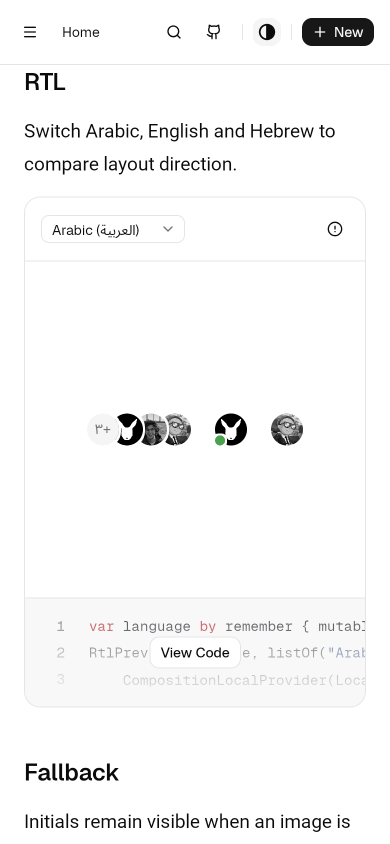 Home
New
RTL
Switch Arabic, English and Hebrew to
compare layout direction.
Arabic (العربية)
+٣
1 var language by remember { mutabl
2 RtlPrev
View Code
e, listOf("Arab
3 CompositionLocalProvider(Loca
Fallback
Initials remain visible when an image is